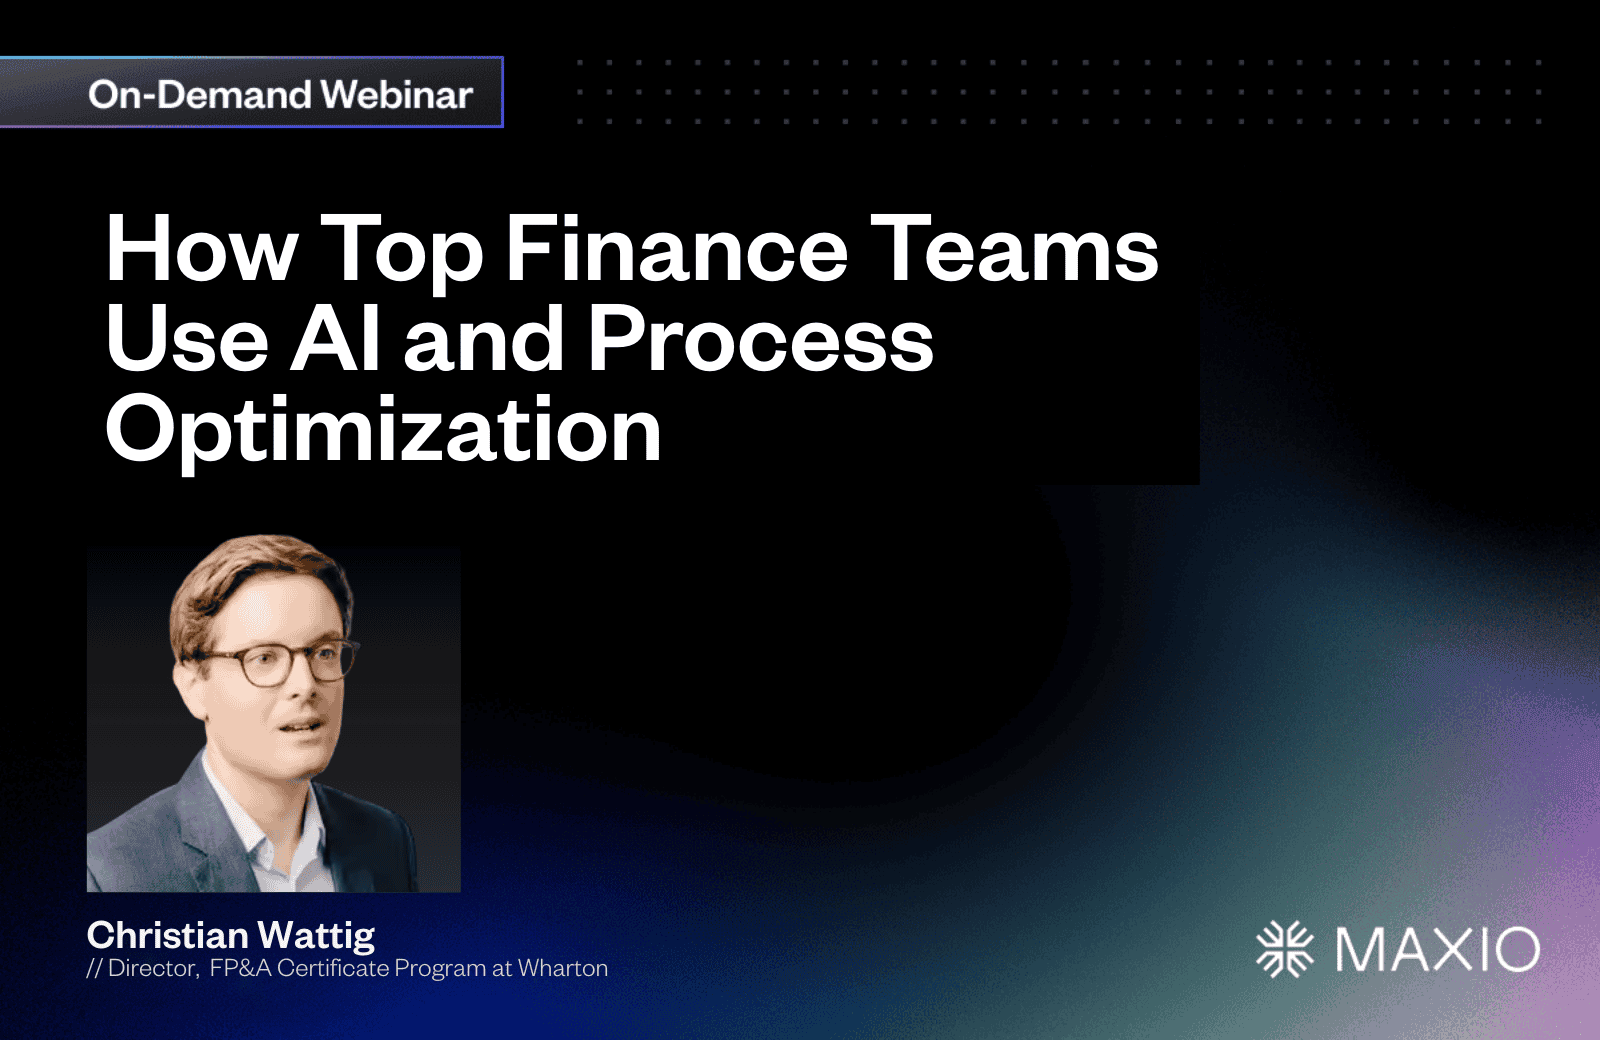 On-Demand Webinar
How Top Finance Teams
Use AI and Process
Optimization
Christian Wattig
// Director, FP&A Certificate Program at Wharton
MAXIO